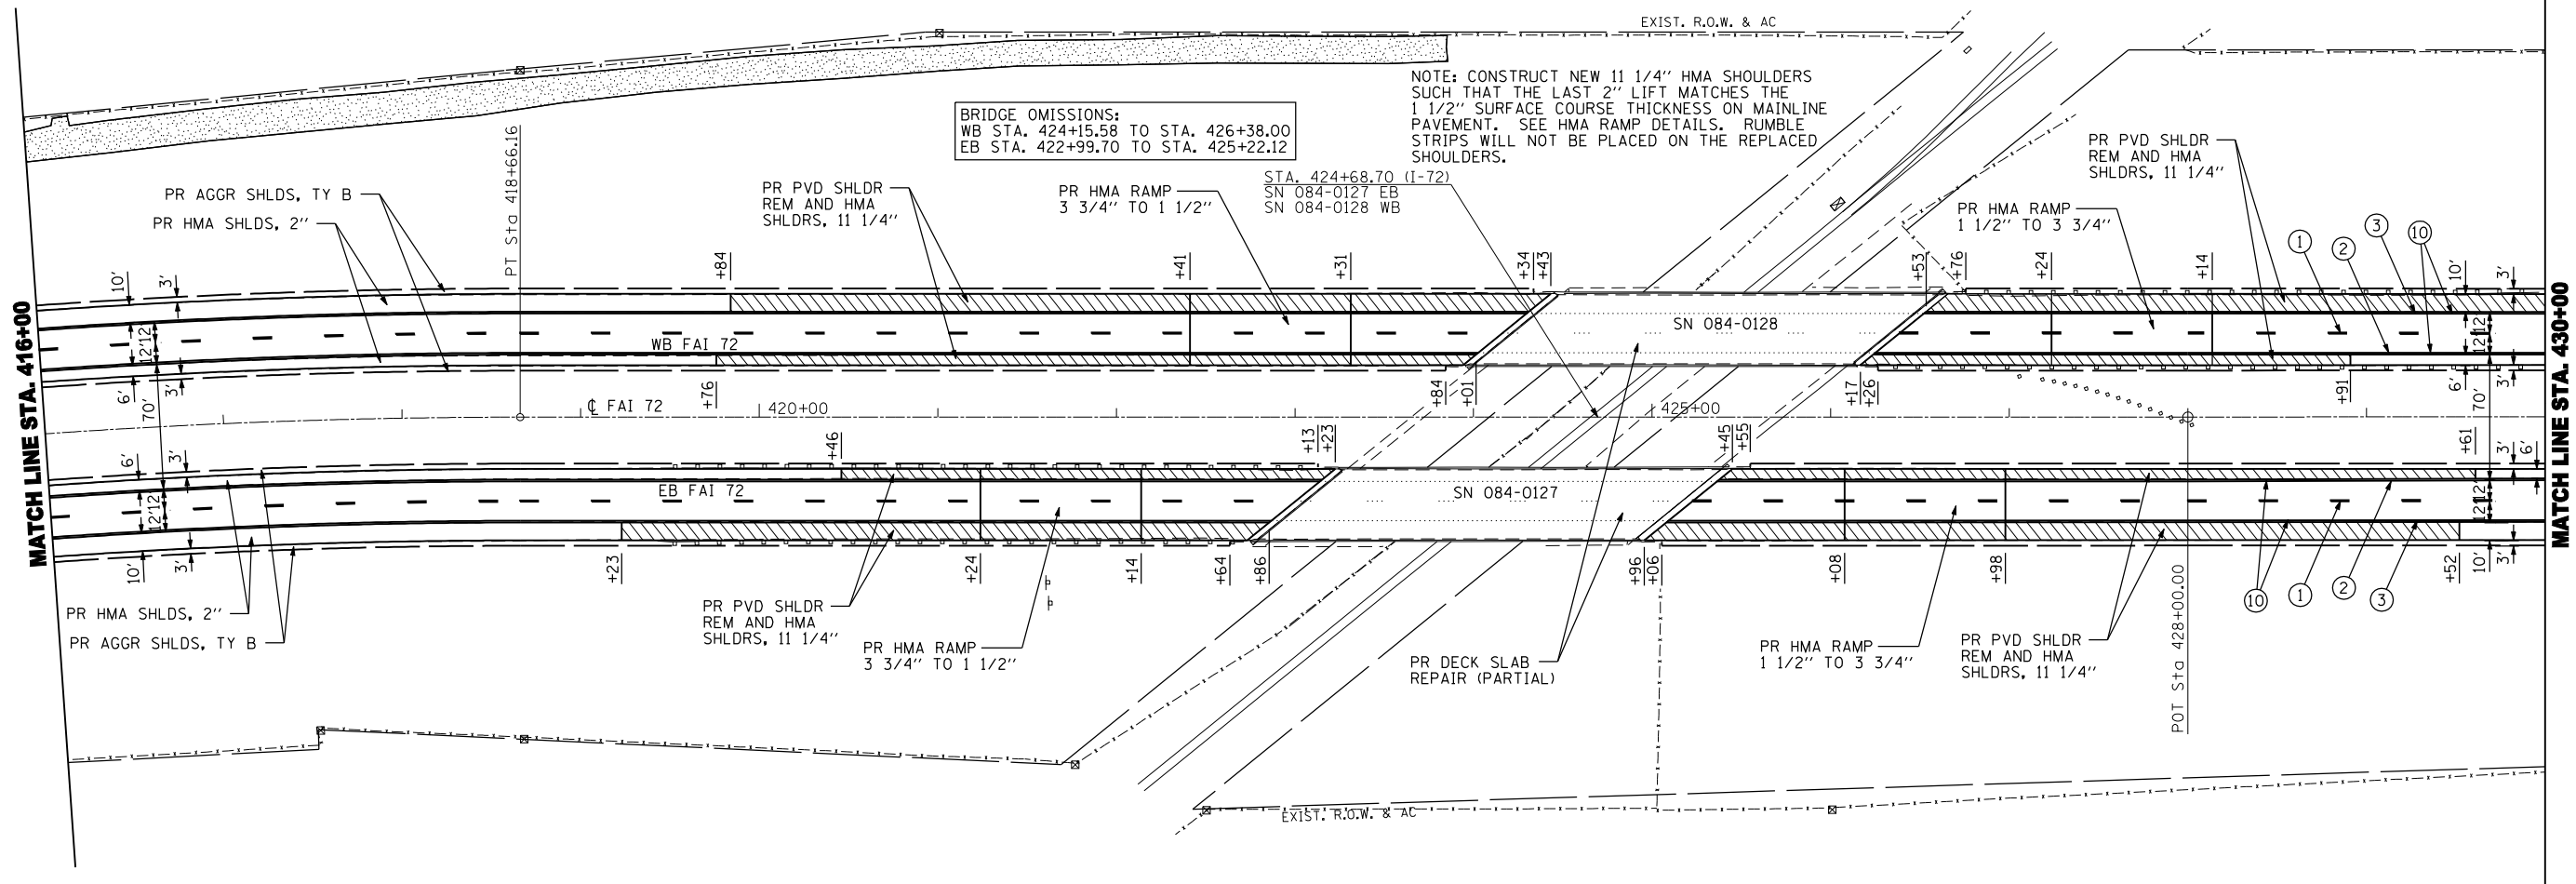 EXIST. R.O.W. & AC
NOTE: CONSTRUCT NEW 11 1/4" HMA SHOULDERS
SUCH THAT THE LAST 2" LIFT MATCHES THE
1 1/2" SURFACE COURSE THICKNESS ON MAINLINE
PAVEMENT. SEE HMA RAMP DETAILS. RUMBLE
STRIPS WILL NOT BE PLACED ON THE REPLACED
SHOULDERS.
BRIDGE OMISSIONS:
WB STA. 424+15.58 TO STA. 426+38.00
EB STA. 422+99.70 TO STA. 425+22.12
PT Sta 418+66.16
PR AGGR SHLDS, TY B
PR HMA SHLDS, 2"
PR PVD SHLDR
REM AND HMA
SHLDRS, 11 1/4"
PR HMA RAMP
3 3/4" TO 1 1/2"
STA. 424+68.70 (I-72)
SN 084-0127 EB
SN 084-0128 WB
PR PVD SHLDR
REM AND HMA
SHLDRS, 11 1/4"
PR HMA RAMP
1 1/2" TO 3 3/4"
1
2
3
10
10'
3'
+84
+41
+31
+34
+43
+53
+76
+24
+14
10'
3'
MATCH LINE STA. 416+00
12'
12'
WB FAI 72
SN 084-0128
12'
12'
MATCH LINE STA. 430+00
6'
3'
70'
+76
℄ FAI 72
420+00
+84
+01
425+00
+17
+26
+91
6'
3'
70'
6'
3'
+46
+13
+23
+45
+55
+61
3'
6'
12'
12'
EB FAI 72
SN 084-0127
12'
12'
10'
3'
+23
+24
+14
+64
+86
+96
+06
+08
+98
+52
10'
3'
10
1
2
3
PR HMA SHLDS, 2"
PR AGGR SHLDS, TY B
PR PVD SHLDR
REM AND HMA
SHLDRS, 11 1/4"
PR HMA RAMP
3 3/4" TO 1 1/2"
PR DECK SLAB
REPAIR (PARTIAL)
PR HMA RAMP
1 1/2" TO 3 3/4"
PR PVD SHLDR
REM AND HMA
SHLDRS, 11 1/4"
POT Sta 428+00.00
EXIST. R.O.W. & AC